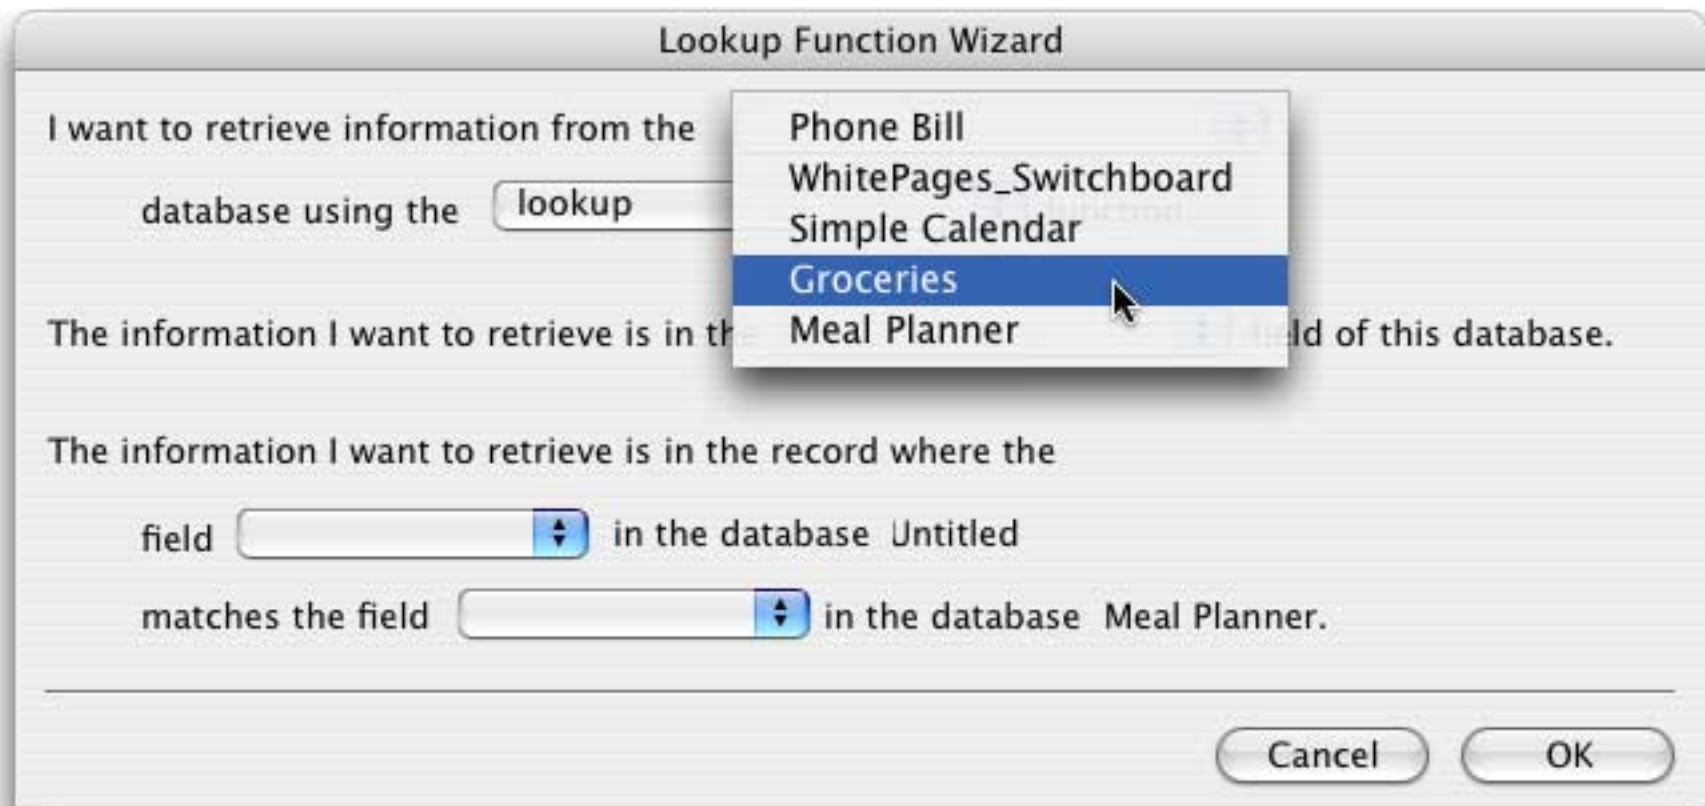 Lookup Function Wizard
I want to retrieve information from the
Phone Bill
WhitePages_Switchboard
database using the lookup function.
Simple Calendar
Groceries
The information I want to retrieve is in the field of this database.
Meal Planner
The information I want to retrieve is in the record where the
field in the database Untitled
matches the field in the database Meal Planner.
Cancel OK